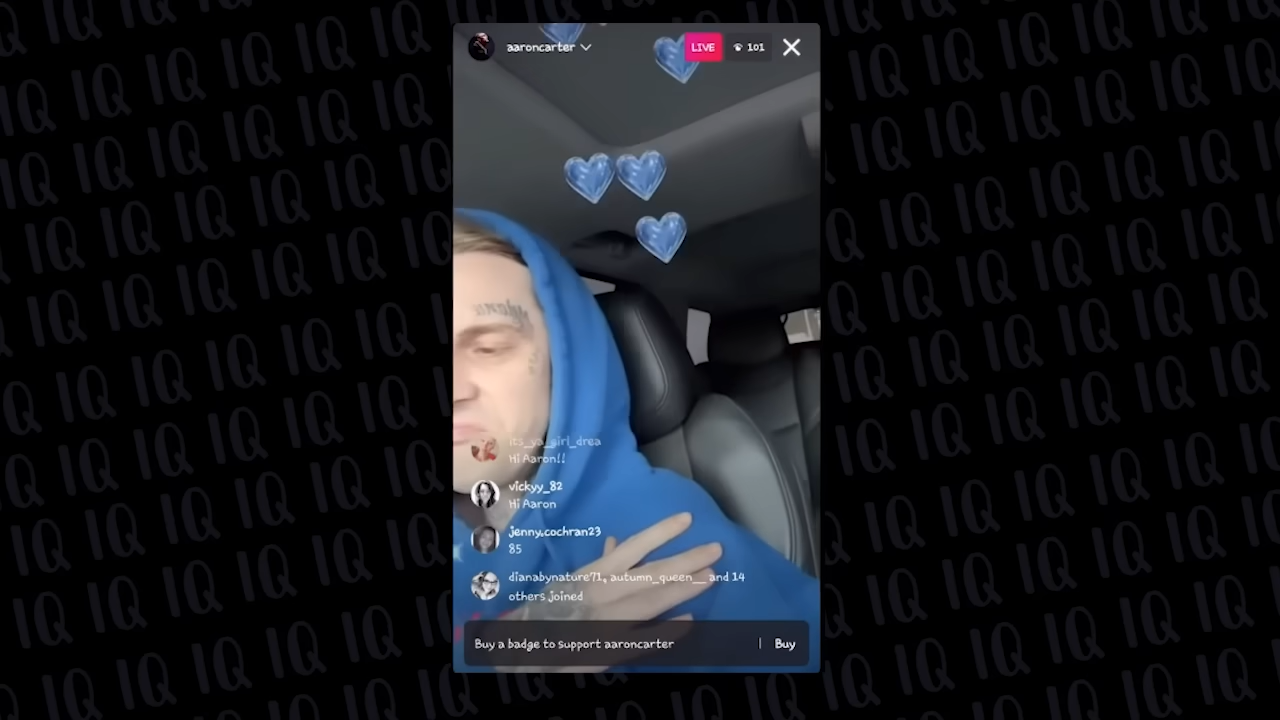 aaroncarter
LIVE
101
its_ya_girl_drea
Hi Aaron!!
vickyy_82
Hi Aaron
jenny.cochran23
85
dianabynature71, autumn_queen__ and 14
others joined
Buy a badge to support aaroncarter | Buy